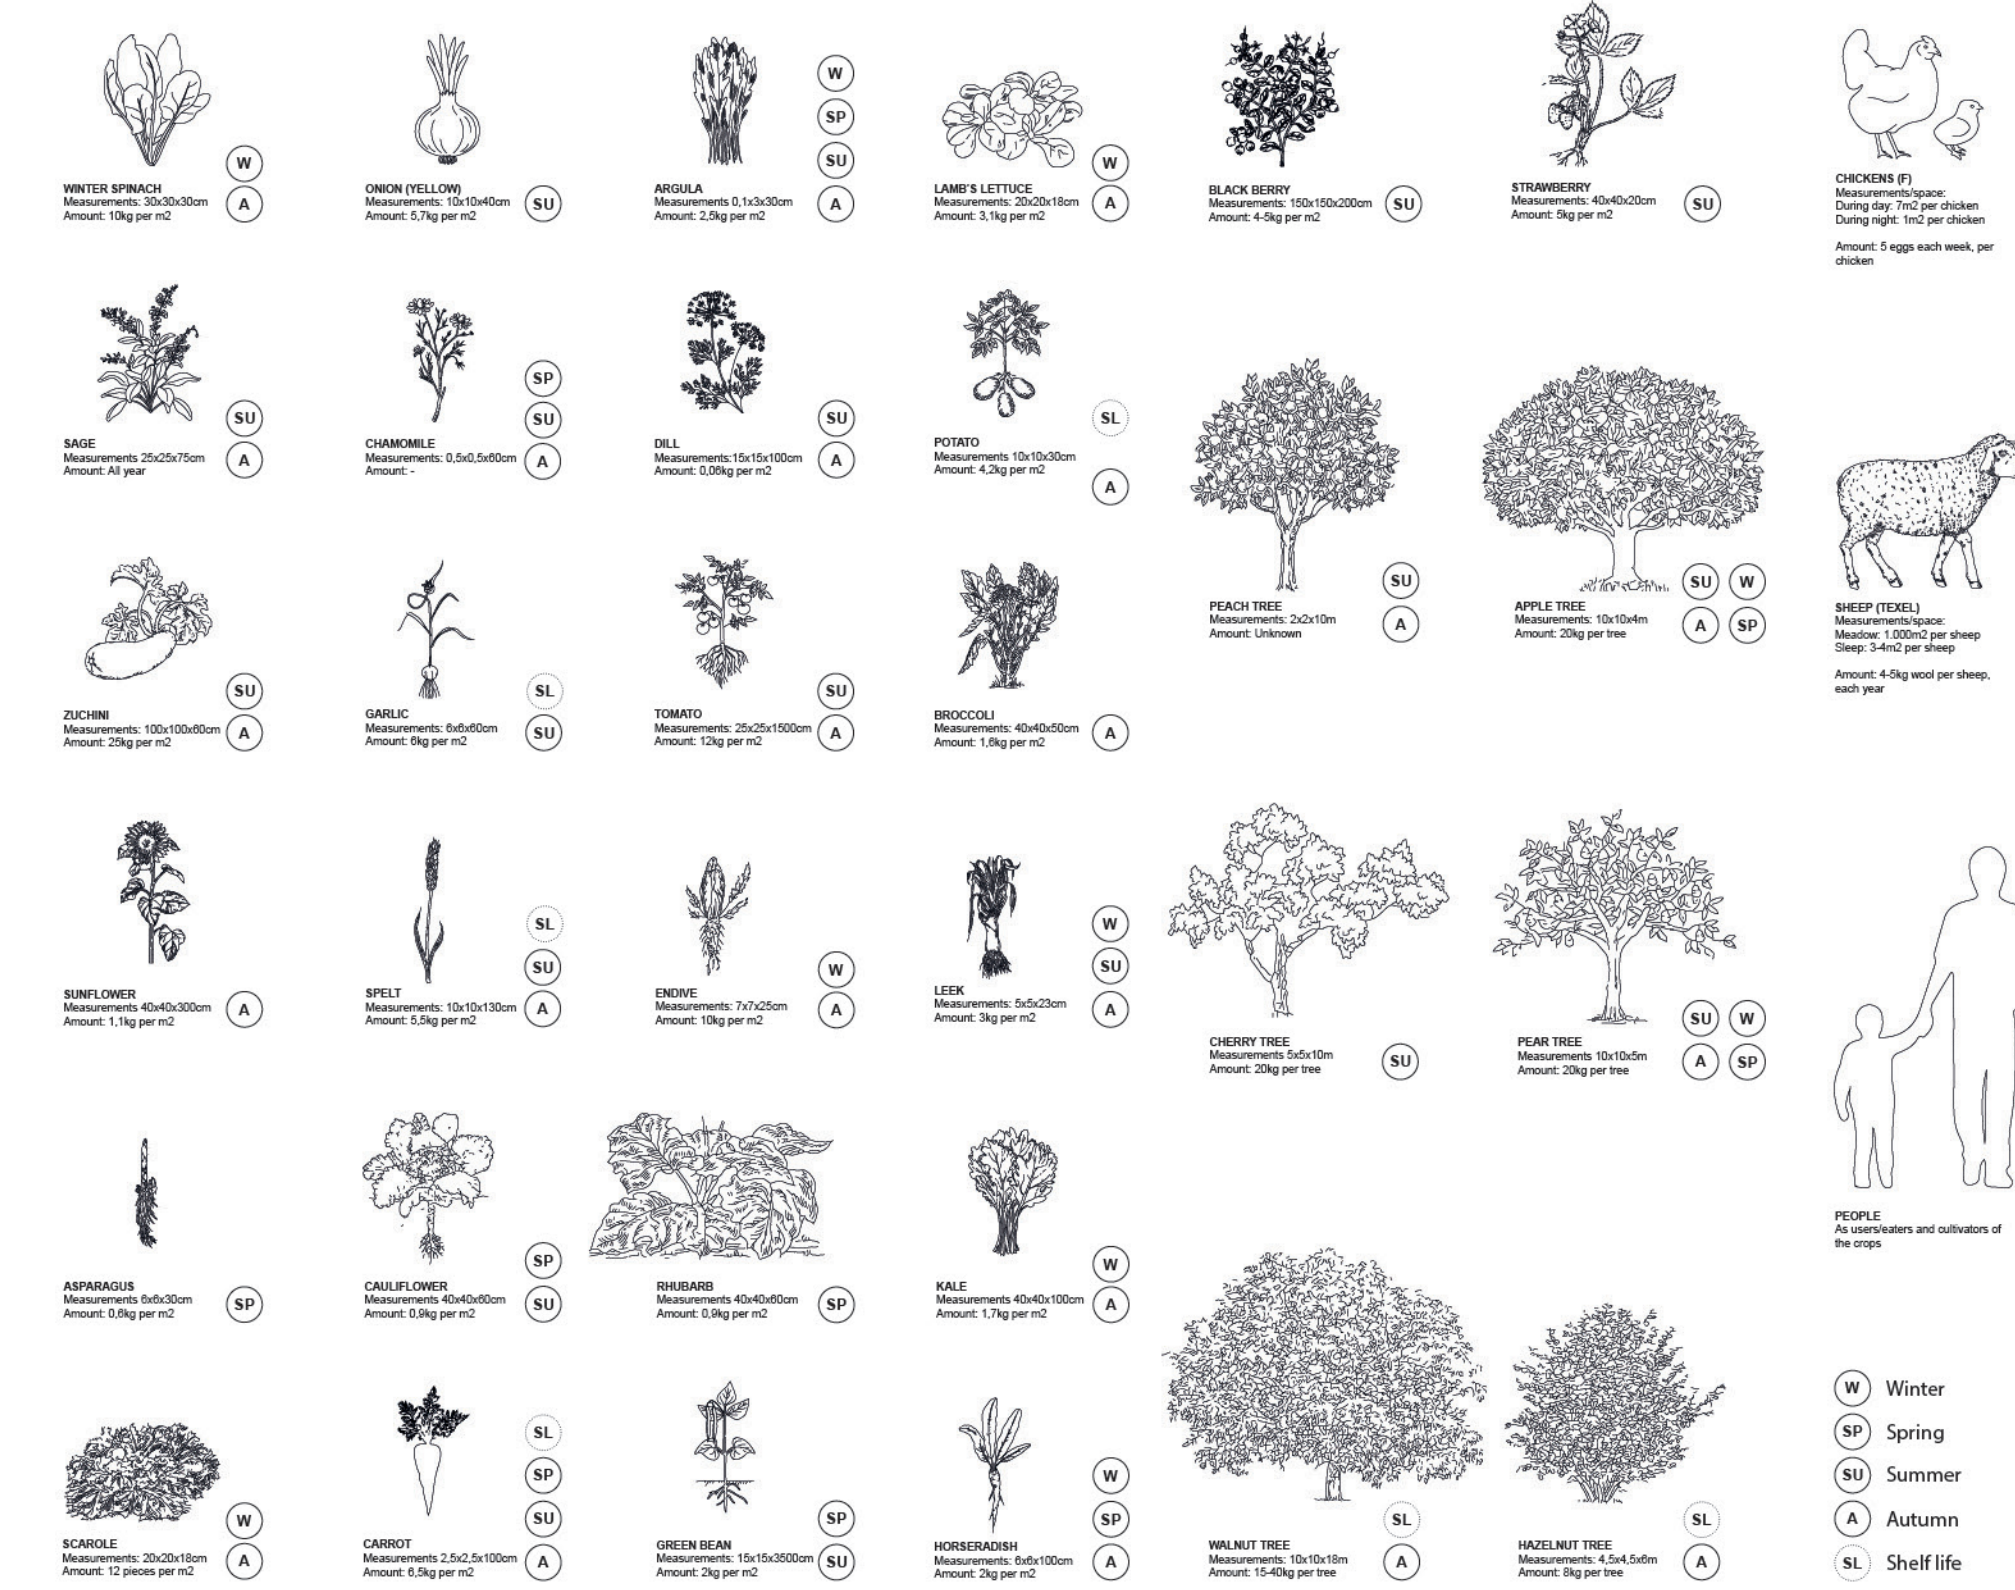 WINTER SPINACH
Measurements: 30x30x30cm
Amount: 10kg per m2
W
A
ONION (YELLOW)
Measurements: 10x10x40cm
Amount: 5,7kg per m2
SU
ARGULA
Measurements 0,1x3x30cm
Amount: 2,5kg per m2
W
SP
SU
A
LAMB'S LETTUCE
Measurements: 20x20x18cm
Amount: 3,1kg per m2
W
A
BLACK BERRY
Measurements: 150x150x200cm
Amount: 4-5kg per m2
SU
STRAWBERRY
Measurements: 40x40x20cm
Amount: 5kg per m2
SU
CHICKENS (F)
Measurements/space:
During day: 7m2 per chicken
During night: 1m2 per chicken
Amount: 5 eggs each week, per
chicken
SAGE
Measurements 25x25x75cm
Amount: All year
SU
A
CHAMOMILE
Measurements: 0,5x0,5x60cm
Amount: -
SP
SU
A
DILL
Measurements:15x15x100cm
Amount: 0,06kg per m2
SU
A
POTATO
Measurements 10x10x30cm
Amount: 4,2kg per m2
SL
A
PEACH TREE
Measurements: 2x2x10m
Amount: Unknown
SU
A
APPLE TREE
Measurements: 10x10x4m
Amount: 20kg per tree
SU
W
A
SP
SHEEP (TEXEL)
Measurements/space:
Meadow: 1.000m2 per sheep
Sleep: 3-4m2 per sheep
Amount: 4-5kg wool per sheep,
each year
ZUCHINI
Measurements: 100x100x60cm
Amount: 25kg per m2
SU
A
GARLIC
Measurements: 6x6x60cm
Amount: 6kg per m2
SL
SU
TOMATO
Measurements: 25x25x1500cm
Amount: 12kg per m2
SU
A
BROCCOLI
Measurements: 40x40x50cm
Amount: 1,6kg per m2
A
SUNFLOWER
Measurements 40x40x300cm
Amount: 1,1kg per m2
A
SPELT
Measurements: 10x10x130cm
Amount: 5,5kg per m2
SL
SU
A
ENDIVE
Measurements: 7x7x25cm
Amount: 10kg per m2
W
A
LEEK
Measurements: 5x5x23cm
Amount: 3kg per m2
W
SU
A
CHERRY TREE
Measurements 5x5x10m
Amount: 20kg per tree
SU
PEAR TREE
Measurements 10x10x5m
Amount: 20kg per tree
SU
W
A
SP
PEOPLE
As users/eaters and cultivators of
the crops
ASPARAGUS
Measurements 6x6x30cm
Amount: 0,6kg per m2
SP
CAULIFLOWER
Measurements 40x40x60cm
Amount: 0,9kg per m2
SP
SU
RHUBARB
Measurements 40x40x60cm
Amount: 0,9kg per m2
SP
KALE
Measurements 40x40x100cm
Amount: 1,7kg per m2
W
A
SCAROLE
Measurements: 20x20x18cm
Amount: 12 pieces per m2
W
A
CARROT
Measurements 2,5x2,5x100cm
Amount: 6,5kg per m2
SL
SP
SU
A
GREEN BEAN
Measurements: 15x15x3500cm
Amount: 2kg per m2
SP
SU
HORSERADISH
Measurements: 6x6x100cm
Amount: 2kg per m2
W
SP
A
WALNUT TREE
Measurements: 10x10x18m
Amount: 15-40kg per tree
SL
A
HAZELNUT TREE
Measurements: 4,5x4,5x6m
Amount: 8kg per tree
SL
A
W Winter
SP Spring
SU Summer
A Autumn
SL Shelf life